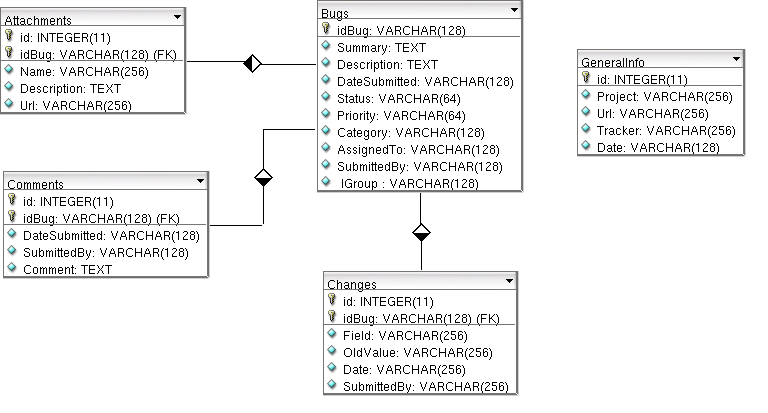 Attachments
id: INTEGER(11)
idBug: VARCHAR(128) (FK)
Name: VARCHAR(256)
Description: TEXT
Url: VARCHAR(256)
Bugs
idBug: VARCHAR(128)
Summary: TEXT
Description: TEXT
DateSubmitted: VARCHAR(128)
Status: VARCHAR(64)
Priority: VARCHAR(64)
Category: VARCHAR(128)
AssignedTo: VARCHAR(128)
SubmittedBy: VARCHAR(128)
IGroup : VARCHAR(128)
GeneralInfo
id: INTEGER(11)
Project: VARCHAR(256)
Url: VARCHAR(256)
Tracker: VARCHAR(256)
Date: VARCHAR(128)
Comments
id: INTEGER(11)
idBug: VARCHAR(128) (FK)
DateSubmitted: VARCHAR(128)
SubmittedBy: VARCHAR(128)
Comment: TEXT
Changes
id: INTEGER(11)
idBug: VARCHAR(128) (FK)
Field: VARCHAR(256)
OldValue: VARCHAR(256)
Date: VARCHAR(256)
SubmittedBy: VARCHAR(256)